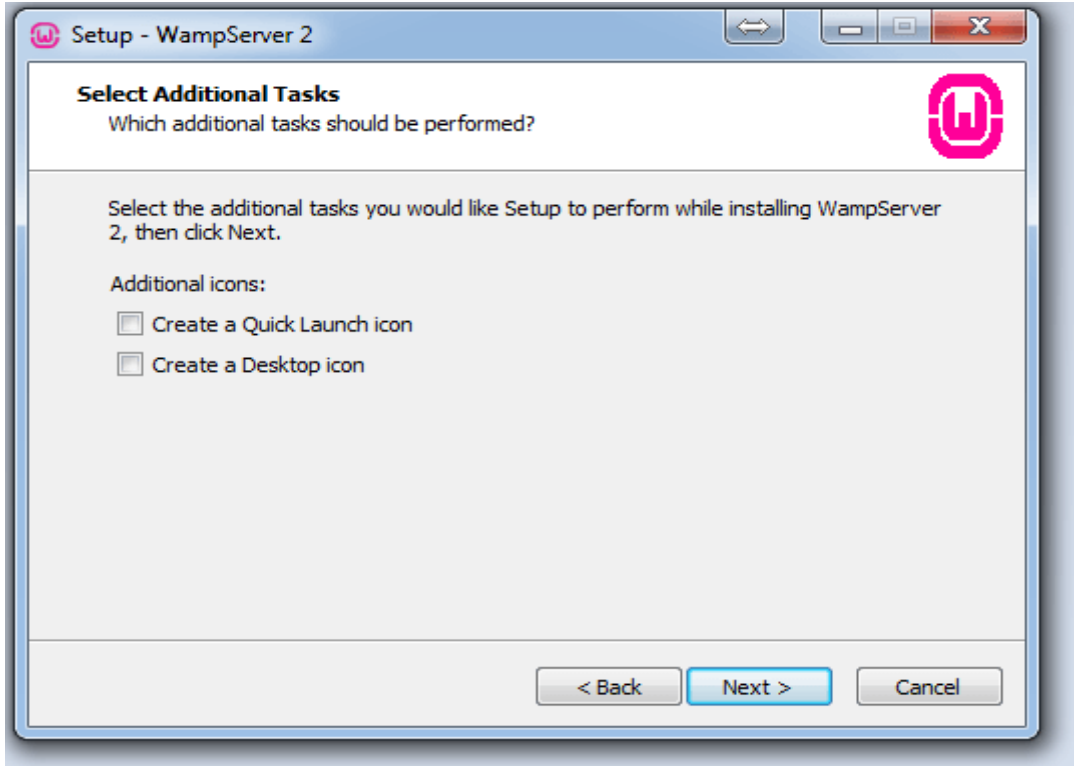 Setup - WampServer 2
Select Additional Tasks
Which additional tasks should be performed?
Select the additional tasks you would like Setup to perform while installing WampServer
2, then click Next.
Additional icons:
Create a Quick Launch icon
Create a Desktop icon
< Back Next > Cancel